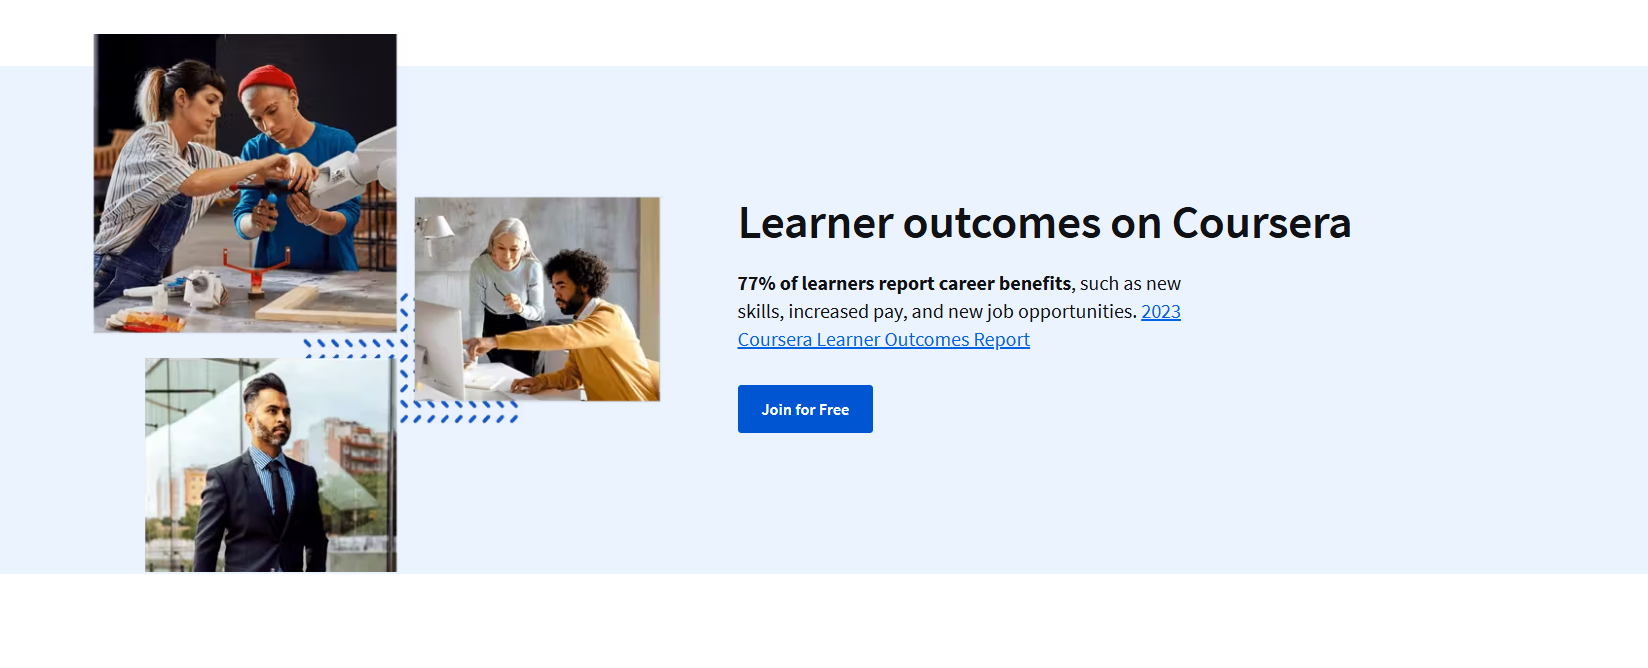 Learner outcomes on Coursera
77% of learners report career benefits, such as new
skills, increased pay, and new job opportunities. 2023
Coursera Learner Outcomes Report
Join for Free